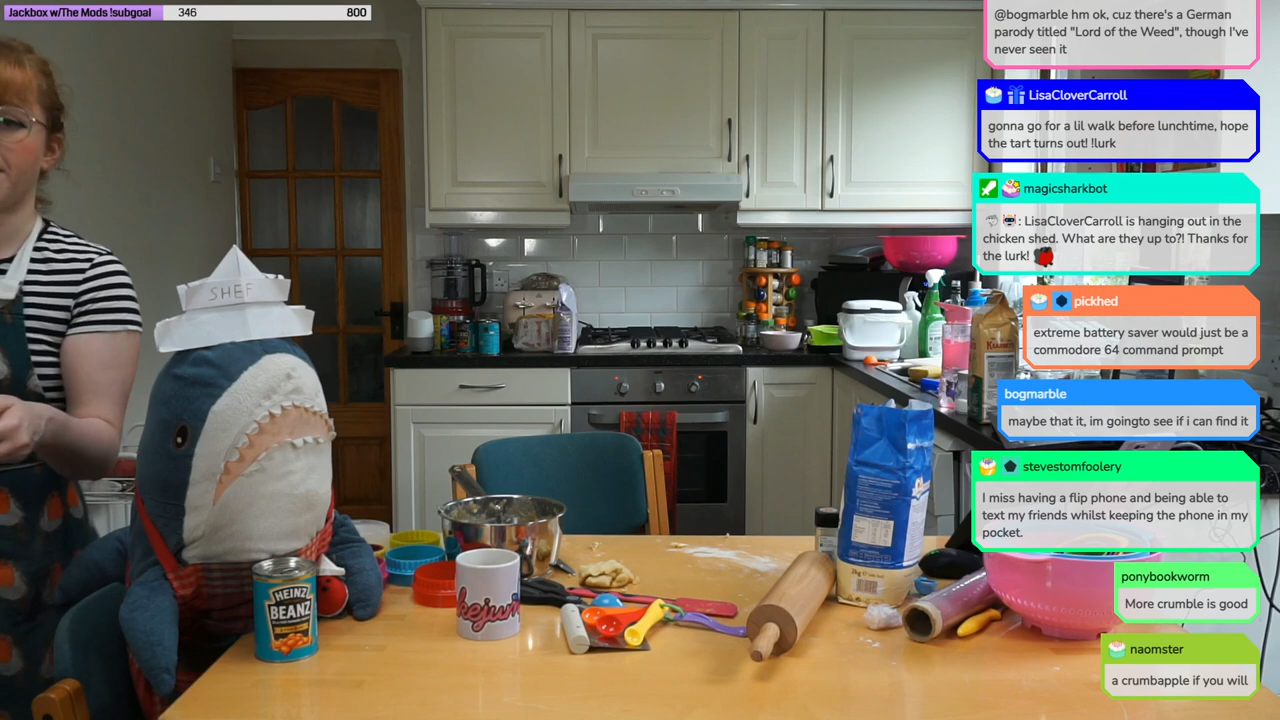 Jackbox w/The Mods !subgoal
346
800
@bogmarble hm ok, cuz there's a German
parody titled "Lord of the Weed", though I've
never seen it
LisaCloverCarroll
gonna go for a lil walk before lunchtime, hope
the tart turns out! !lurk
magicsharkbot
: LisaCloverCarroll is hanging out in the
chicken shed. What are they up to?! Thanks for
the lurk!
pickhed
extreme battery saver would just be a
commodore 64 command prompt
bogmarble
maybe that it, im goingto see if i can find it
stevestomfoolery
I miss having a flip phone and being able to
text my friends whilst keeping the phone in my
pocket.
ponybookworm
More crumble is good
naomster
a crumbapple if you will
SHEF
HEINZ
BEANZ
kejum